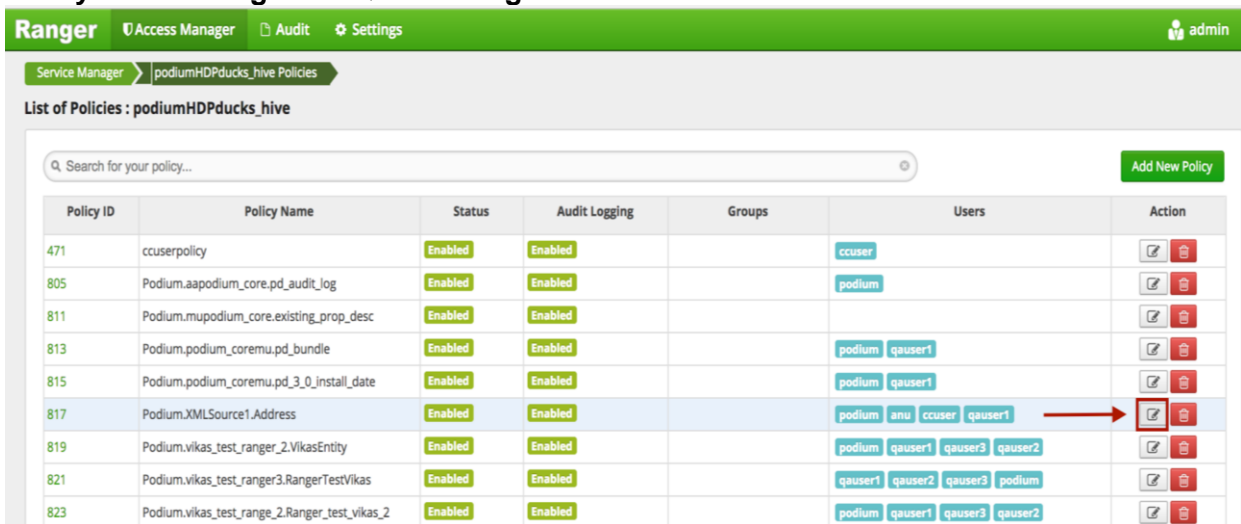 Ranger Access Manager Audit Settings admin
Service Manager podiumHDPducks_hive Policies
List of Policies : podiumHDPducks_hive
Search for your policy... Add New Policy
Policy ID Policy Name Status Audit Logging Groups Users Action
471 ccuserpolicy Enabled Enabled ccuser
805 Podium.aapodium_core.pd_audit_log Enabled Enabled podium
811 Podium.mupodium_core.existing_prop_desc Enabled Enabled
813 Podium.podium_coremu.pd_bundle Enabled Enabled podium qauser1
815 Podium.podium_coremu.pd_3_0_install_date Enabled Enabled podium qauser1
817 Podium.XMLSource1.Address Enabled Enabled podium anu ccuser qauser1
819 Podium.vikas_test_ranger_2.VikasEntity Enabled Enabled podium qauser1 qauser3 qauser2
821 Podium.vikas_test_ranger3.RangerTestVikas Enabled Enabled qauser1 qauser2 qauser3 podium
823 Podium.vikas_test_range_2.Ranger_test_vikas_2 Enabled Enabled podium qauser1 qauser3 qauser2